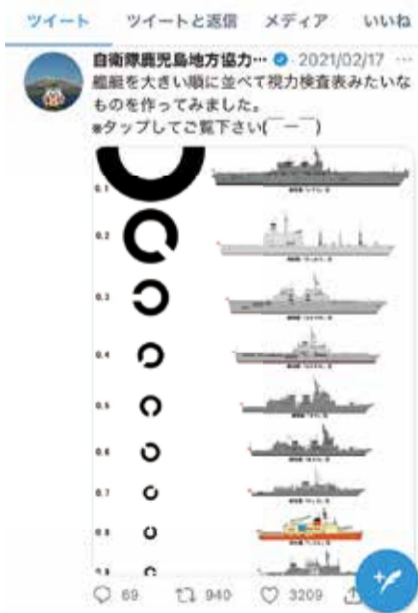 ツイート ツイートと返信 メディア いいね
自衛隊鹿児島地方協力… 2021/02/17 …
艦艇を大きい順に並べて視力検査表みたいな
ものを作ってみました。
※タップしてご覧下さい(￣ー￣)
0.1
0.2
0.3
0.4
0.5
0.6
0.7
0.8
69 940 3209